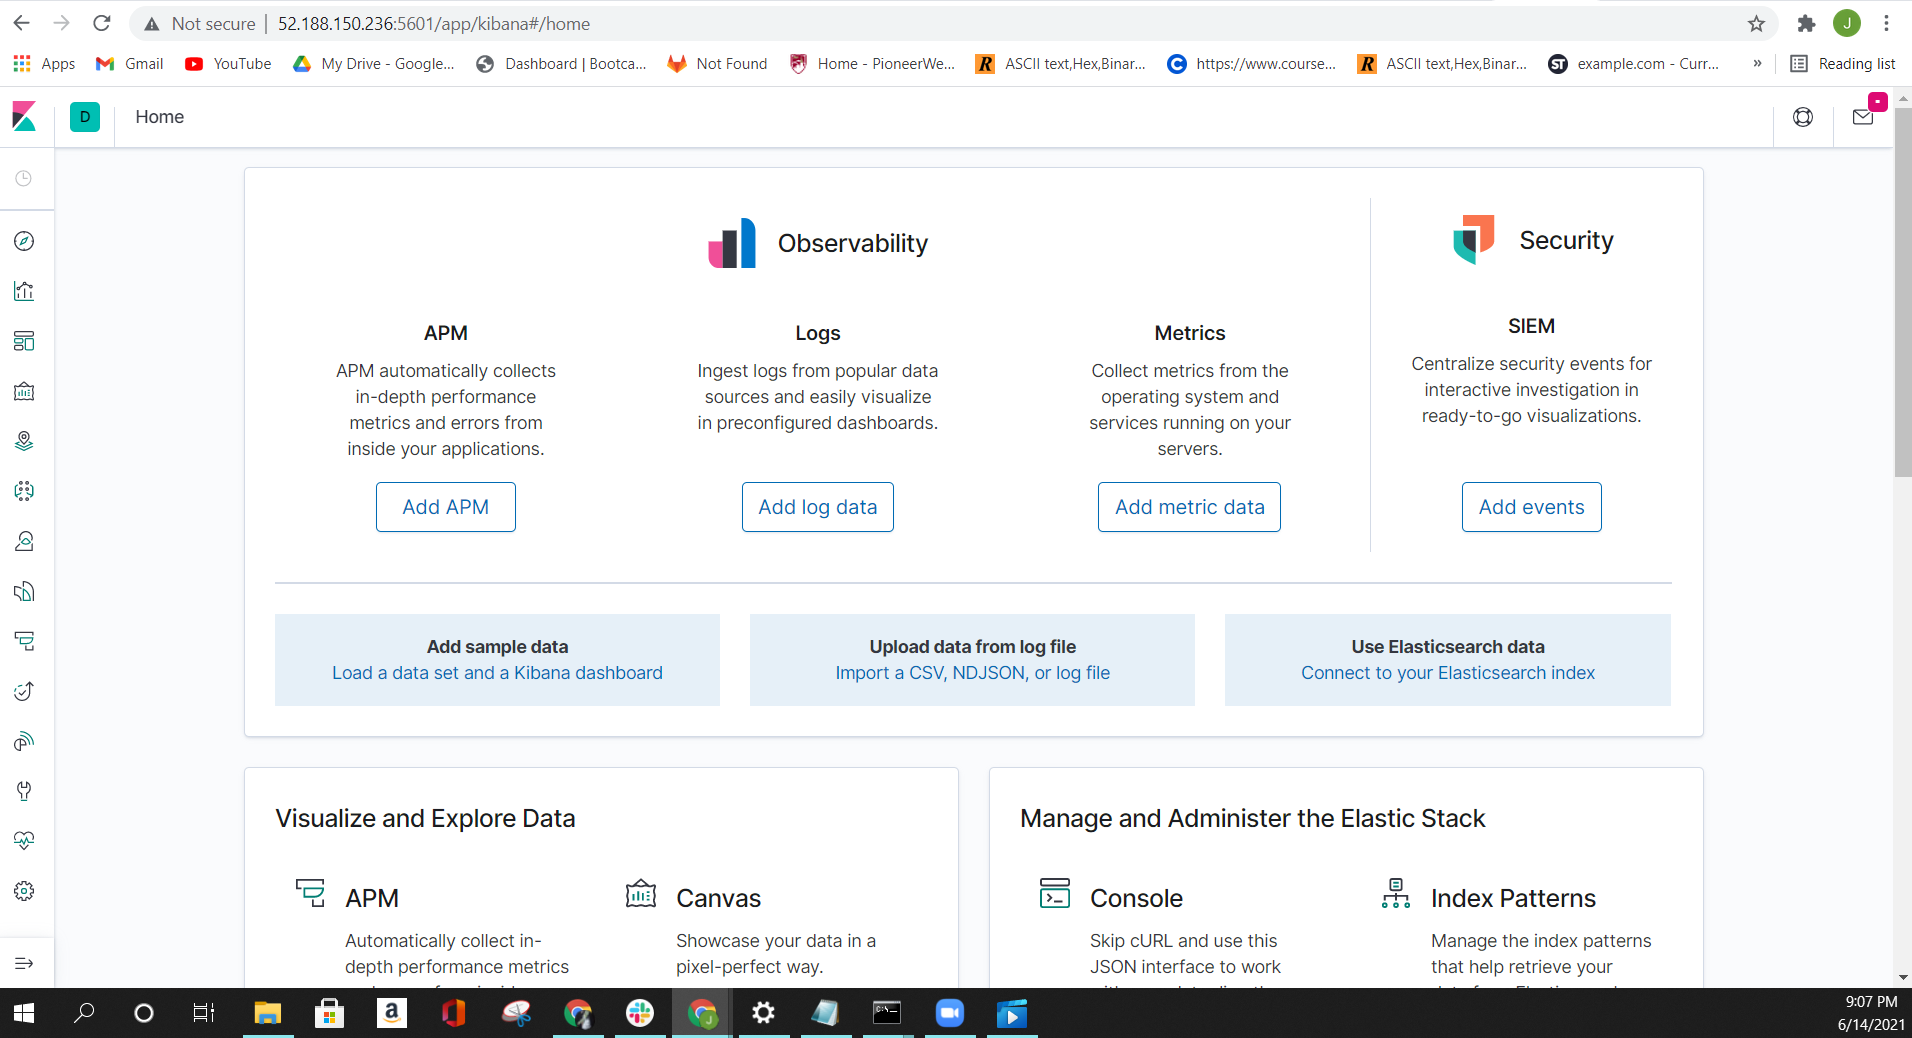 Not secure | 52.188.150.236:5601/app/kibana#/home
J
Apps Gmail YouTube My Drive - Google... Dashboard | Bootca... Not Found Home - PioneerWe... R ASCII text,Hex,Binar... C https://www.course... R ASCII text,Hex,Binar... ST example.com - Curr... » Reading list
D Home
Observability
Security
APM
APM automatically collects
in-depth performance
metrics and errors from
inside your applications.
Add APM
Logs
Ingest logs from popular data
sources and easily visualize
in preconfigured dashboards.
Add log data
Metrics
Collect metrics from the
operating system and
services running on your
servers.
Add metric data
SIEM
Centralize security events for
interactive investigation in
ready-to-go visualizations.
Add events
Add sample data
Load a data set and a Kibana dashboard
Upload data from log file
Import a CSV, NDJSON, or log file
Use Elasticsearch data
Connect to your Elasticsearch index
Visualize and Explore Data
APM
Automatically collect in-
depth performance metrics
Canvas
Showcase your data in a
pixel-perfect way.
Manage and Administer the Elastic Stack
Console
Skip cURL and use this
JSON interface to work
Index Patterns
Manage the index patterns
that help retrieve your
9:07 PM
6/14/2021